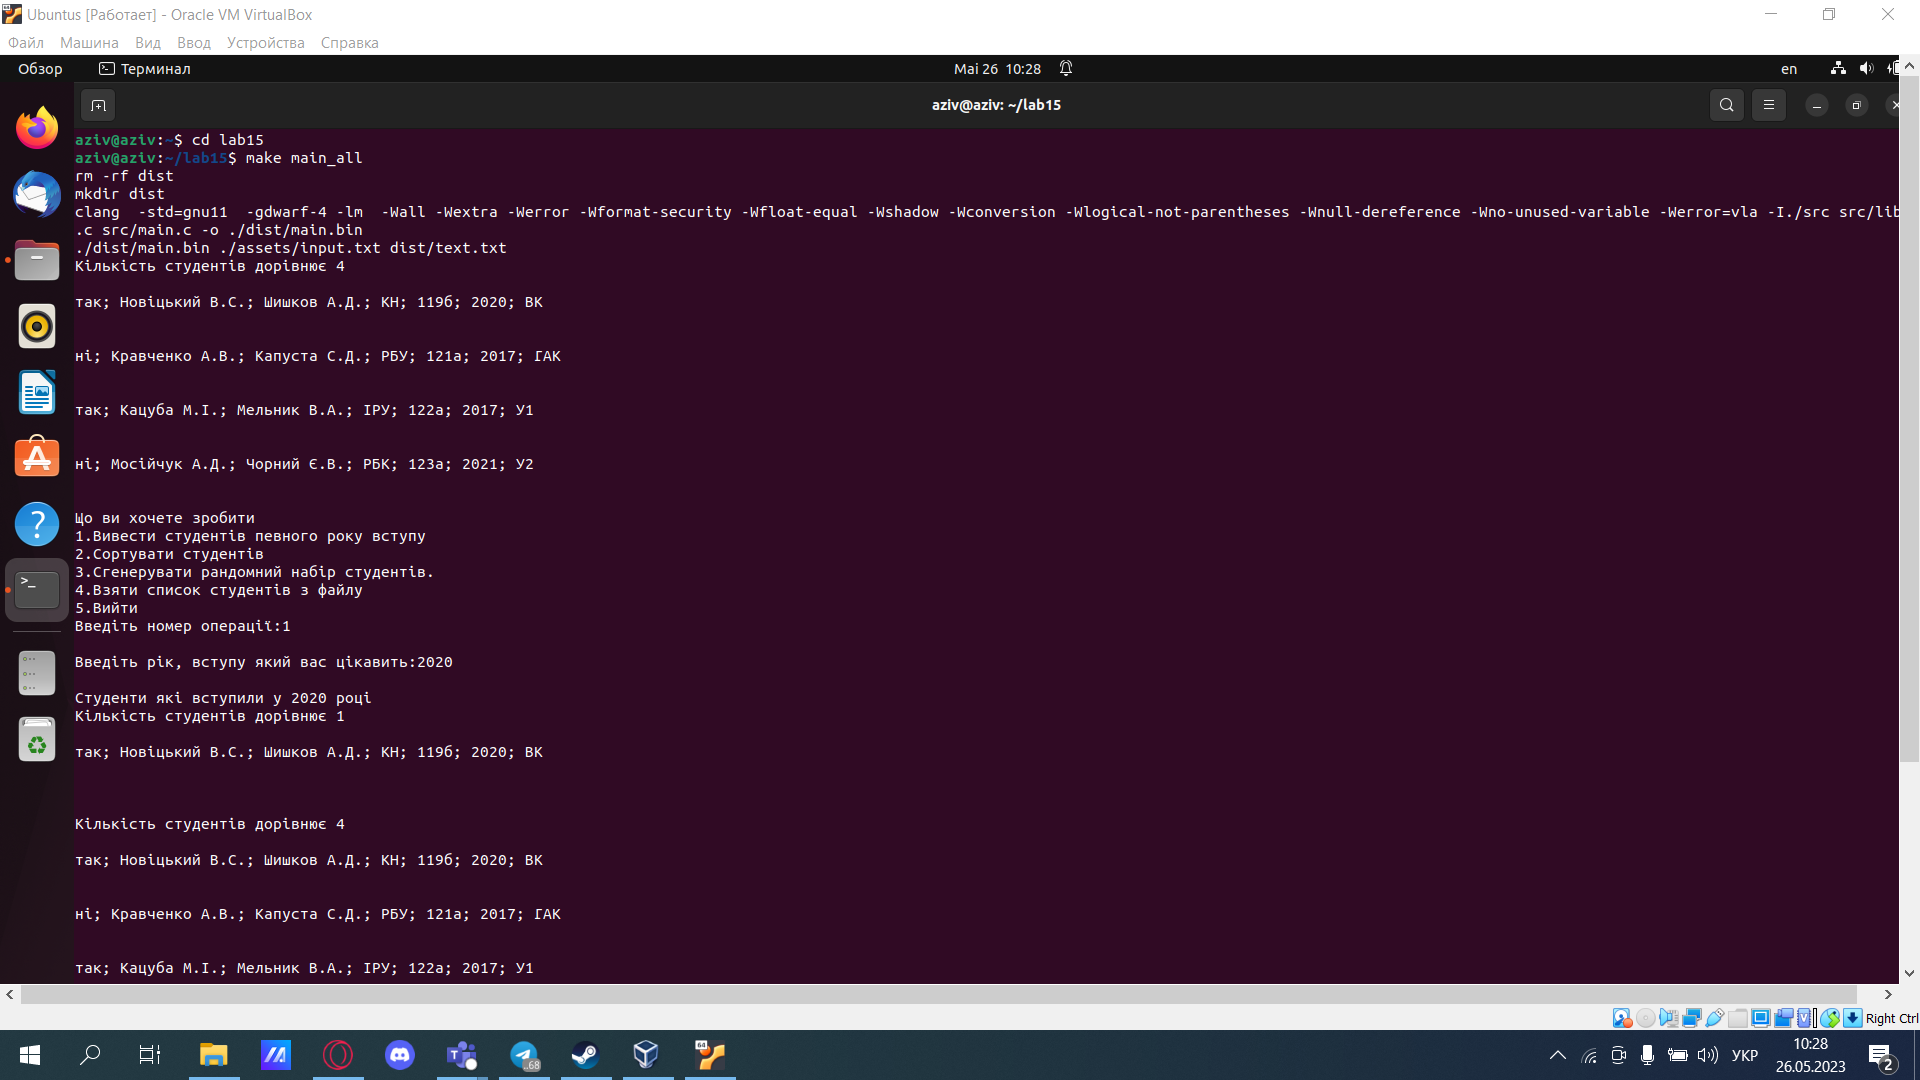 Ubuntus [Работает] - Oracle VM VirtualBox
Файл Машина Вид Ввод Устройства Справка
Обзор Терминал Mai 26 10:28 en
aziv@aziv: ~/lab15
aziv@aziv:~$ cd lab15
aziv@aziv:~/lab15$ make main_all
rm -rf dist
mkdir dist
clang  -std=gnu11  -gdwarf-4 -lm  -Wall -Wextra -Werror -Wformat-security -Wfloat-equal -Wshadow -Wconversion -Wlogical-not-parentheses -Wnull-dereference -Wno-unused-variable -Werror=vla -I./src src/lib
.c src/main.c -o ./dist/main.bin
./dist/main.bin ./assets/input.txt dist/text.txt
Кількість студентів дорівнює 4
так; Новіцький В.С.; Шишков А.Д.; КН; 119б; 2020; ВК
ні; Кравченко А.В.; Капуста С.Д.; РБУ; 121а; 2017; ГАК
так; Кацуба М.І.; Мельник В.А.; ІРУ; 122а; 2017; У1
ні; Мосійчук А.Д.; Чорний Є.В.; РБК; 123а; 2021; У2
Що ви хочете зробити
1.Вивести студентів певного року вступу
2.Сортувати студентів
3.Сгенерувати рандомний набір студентів.
4.Взяти список студентів з файлу
5.Вийти
Введіть номер операції:1
Введіть рік, вступу який вас цікавить:2020
Студенти які вступили у 2020 році
Кількість студентів дорівнює 1
так; Новіцький В.С.; Шишков А.Д.; КН; 119б; 2020; ВК
Кількість студентів дорівнює 4
так; Новіцький В.С.; Шишков А.Д.; КН; 119б; 2020; ВК
ні; Кравченко А.В.; Капуста С.Д.; РБУ; 121а; 2017; ГАК
так; Кацуба М.І.; Мельник В.А.; ІРУ; 122а; 2017; У1
Right Ctrl
.68
64
УКР
10:28
26.05.2023
2